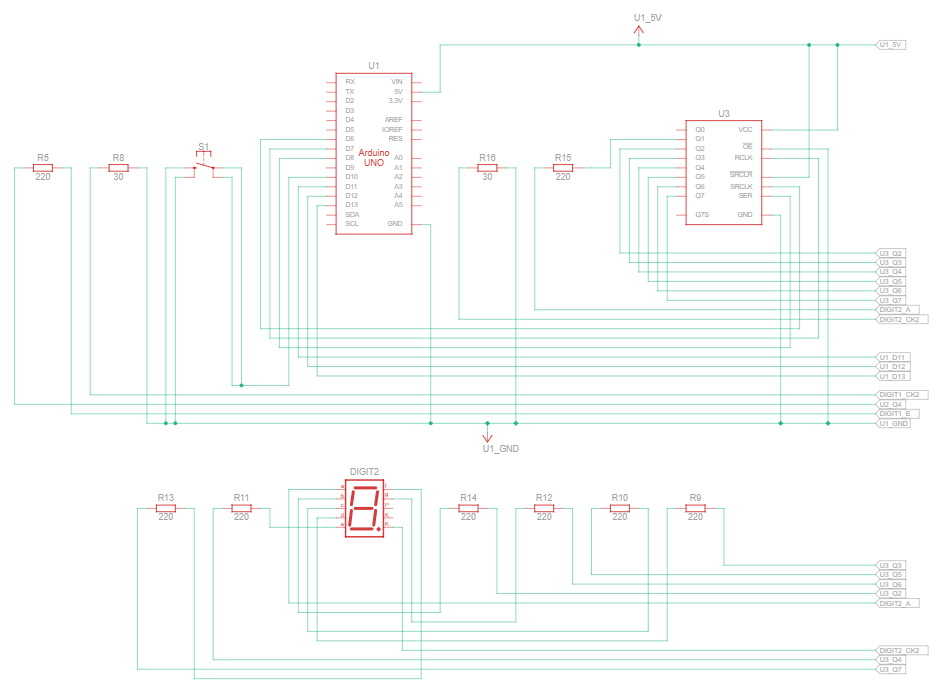 U1_5V
U1_5V
U1
RX VIN
TX 5V
D2 3.3V
D3
D4 AREF
D5 IOREF
D6 RES
D7
D8 A0
D9 A1
D10 A2
D11 A3
D12 A4
D13 A5
SDA
SCL GND
Arduino
UNO
U3
Q0 VCC
Q1
Q2 OE
Q3 RCLK
Q4
Q5 SRCLR
Q6 SRCLK
Q7 SER
Q7S GND
R5
220
R8
30
S1
R16
30
R15
220
U3_Q2
U3_Q3
U3_Q4
U3_Q5
U3_Q6
U3_Q7
DIGIT2_A
DIGIT2_CK2
U1_D11
U1_D12
U1_D13
DIGIT1_CK2
U2_Q4
DIGIT1_E
U1_GND
U1_GND
DIGIT2
R13
220
R11
220
R14
220
R12
220
R10
220
R9
220
U3_Q3
U3_Q5
U3_Q6
U3_Q2
DIGIT2_A
DIGIT2_CK2
U3_Q4
U3_Q7